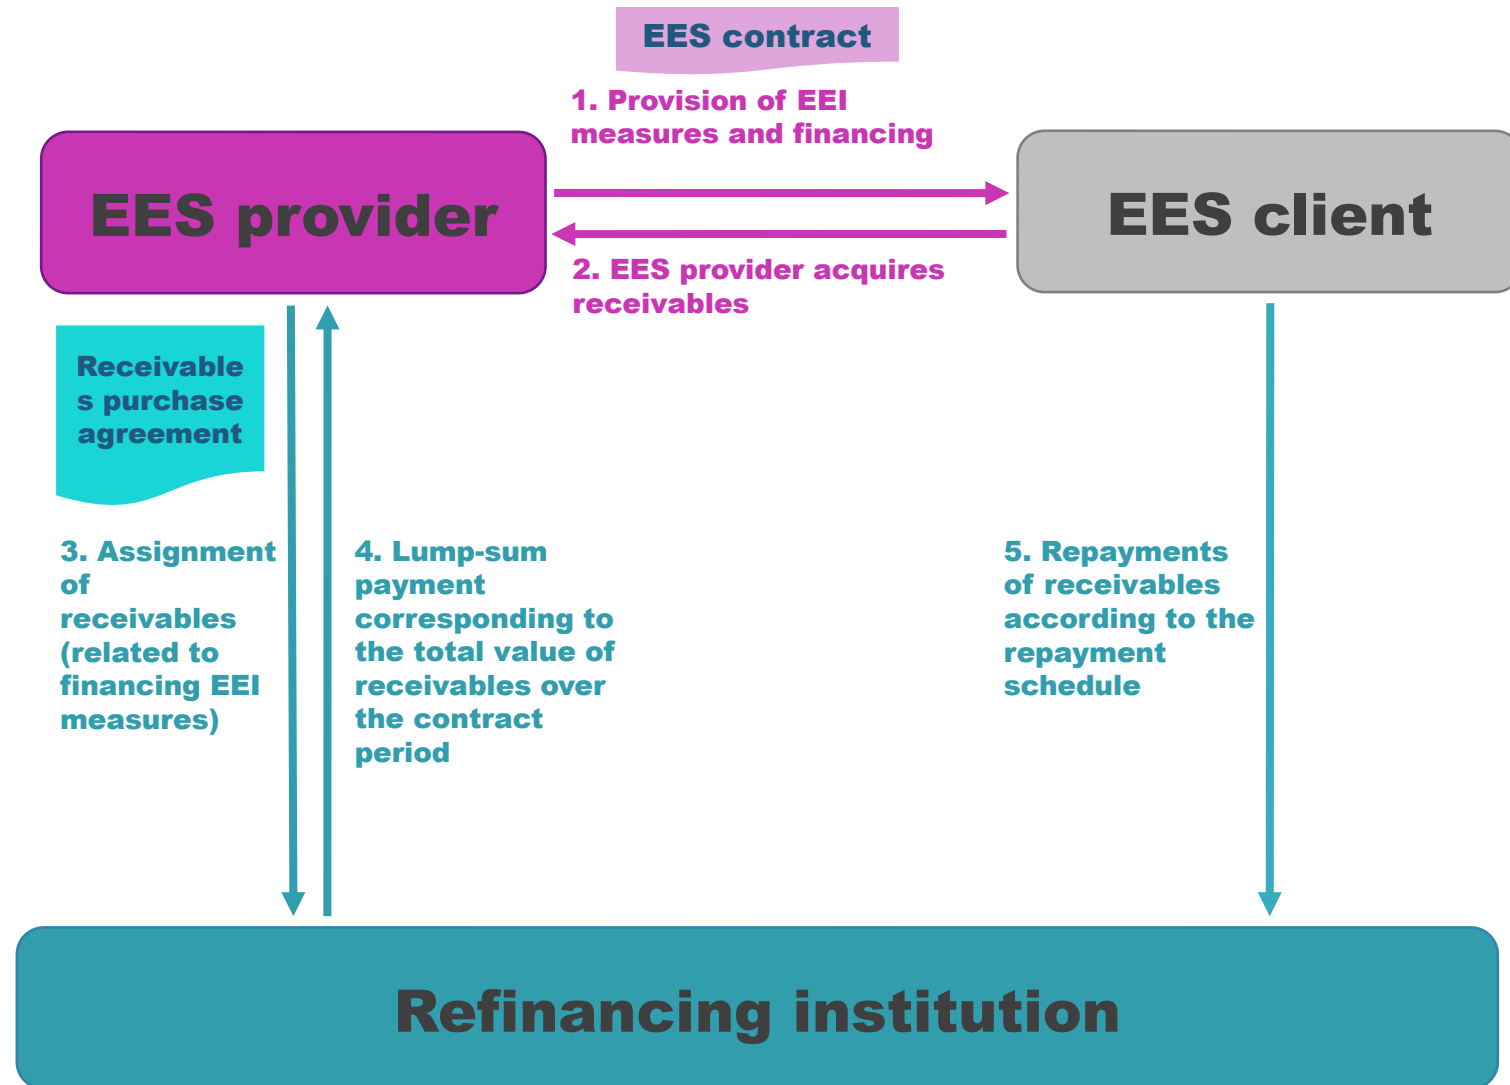 EES contract
1. Provision of EEI
measures and financing
EES provider
EES client
2. EES provider acquires
receivables
Receivable
s purchase
agreement
3. Assignment
of
receivables
(related to
financing EEI
measures)
4. Lump-sum
payment
corresponding to
the total value of
receivables over
the contract
period
5. Repayments
of receivables
according to the
repayment
schedule
Refinancing institution